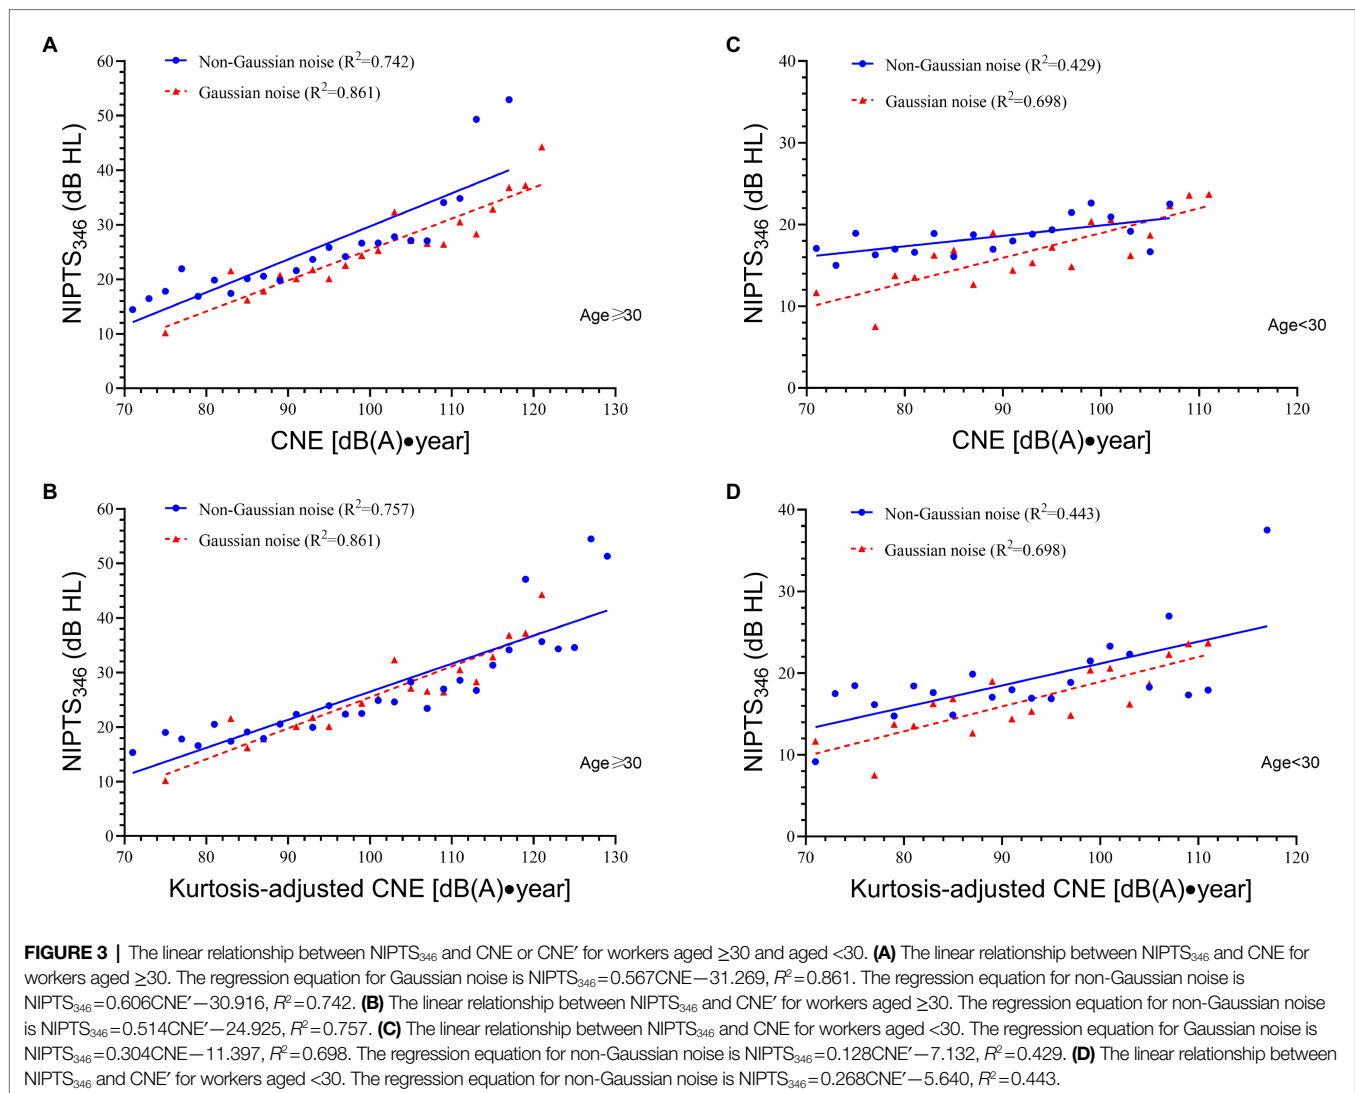 A
Non-Gaussian noise (R²=0.742)
Gaussian noise (R²=0.861)
NIPTS₃₄₆ (dB HL)
60
50
40
30
20
10
0
Age⩾30
70 80 90 100 110 120 130
CNE [dB(A)•year]
C
Non-Gaussian noise (R²=0.429)
Gaussian noise (R²=0.698)
NIPTS₃₄₆ (dB HL)
40
30
20
10
0
Age<30
70 80 90 100 110 120
CNE [dB(A)•year]
B
Non-Gaussian noise (R²=0.757)
Gaussian noise (R²=0.861)
NIPTS₃₄₆ (dB HL)
60
50
40
30
20
10
0
Age⩾30
70 80 90 100 110 120 130
Kurtosis-adjusted CNE [dB(A)•year]
D
Non-Gaussian noise (R²=0.443)
Gaussian noise (R²=0.698)
NIPTS₃₄₆ (dB HL)
40
30
20
10
0
Age<30
70 80 90 100 110 120
Kurtosis-adjusted CNE [dB(A)•year]
FIGURE 3 | The linear relationship between NIPTS₃₄₆ and CNE or CNE′ for workers aged ≥30 and aged <30. (A) The linear relationship between NIPTS₃₄₆ and CNE for
workers aged ≥30. The regression equation for Gaussian noise is NIPTS₃₄₆=0.567CNE−31.269, R²=0.861. The regression equation for non-Gaussian noise is
NIPTS₃₄₆=0.606CNE′−30.916, R²=0.742. (B) The linear relationship between NIPTS₃₄₆ and CNE′ for workers aged ≥30. The regression equation for non-Gaussian noise
is NIPTS₃₄₆=0.514CNE′−24.925, R²=0.757. (C) The linear relationship between NIPTS₃₄₆ and CNE for workers aged <30. The regression equation for Gaussian noise is
NIPTS₃₄₆=0.304CNE−11.397, R²=0.698. The regression equation for non-Gaussian noise is NIPTS₃₄₆=0.128CNE′−7.132, R²=0.429. (D) The linear relationship between
NIPTS₃₄₆ and CNE′ for workers aged <30. The regression equation for non-Gaussian noise is NIPTS₃₄₆=0.268CNE′−5.640, R²=0.443.